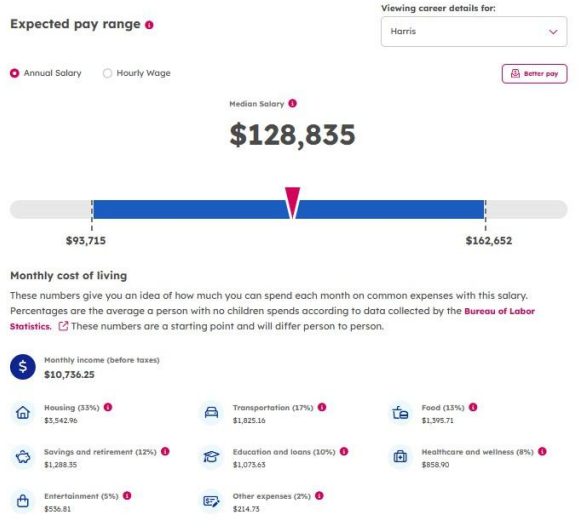 Viewing career details for:
Expected pay range
Harris
Annual Salary
Hourly Wage
Better pay
Median Salary
$128,835
$93,715
$162,652
Monthly cost of living
These numbers give you an idea of how much you can spend each month on common expenses with this salary.
Percentages are the average a person with no children spends according to data collected by the Bureau of Labor
Statistics. These numbers are a starting point and will differ person to person.
$
Monthly income (before taxes)
$10,736.25
Housing (33%)
$3,542.96
Transportation (17%)
$1,825.16
Food (13%)
$1,395.71
Savings and retirement (12%)
$1,288.35
Education and loans (10%)
$1,073.63
Healthcare and wellness (8%)
$858.90
Entertainment (5%)
$536.81
Other expenses (2%)
$214.73